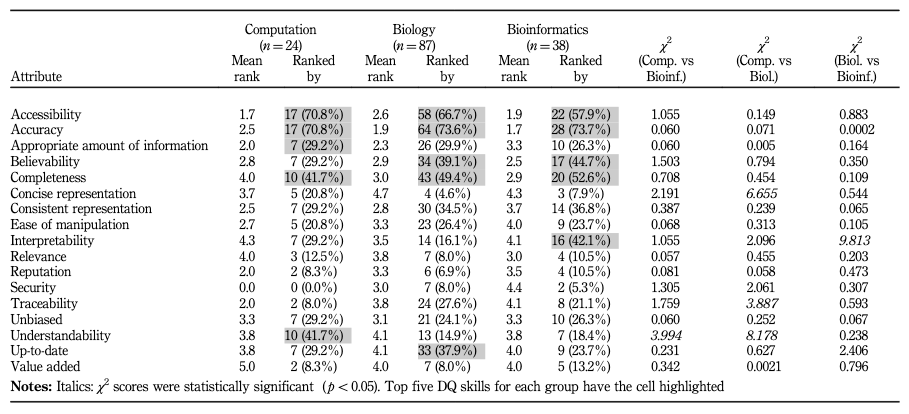 Computation Biology Bioinformatics
(n = 24) (n = 87) (n = 38) χ² χ² χ²
Mean Ranked Mean Ranked Mean Ranked (Comp. vs (Comp. vs (Biol. vs
Attribute rank by rank by rank by Bioinf.) Biol.) Bioinf.)
Accessibility 1.7 17 (70.8%) 2.6 58 (66.7%) 1.9 22 (57.9%) 1.055 0.149 0.883
Accuracy 2.5 17 (70.8%) 1.9 64 (73.6%) 1.7 28 (73.7%) 0.060 0.071 0.0002
Appropriate amount of information 2.0 7 (29.2%) 2.3 26 (29.9%) 3.3 10 (26.3%) 0.060 0.005 0.164
Believability 2.8 7 (29.2%) 2.9 34 (39.1%) 2.5 17 (44.7%) 1.503 0.794 0.350
Completeness 4.0 10 (41.7%) 3.0 43 (49.4%) 2.9 20 (52.6%) 0.708 0.454 0.109
Concise representation 3.7 5 (20.8%) 4.7 4 (4.6%) 4.3 3 (7.9%) 2.191 6.655 0.544
Consistent representation 2.5 7 (29.2%) 2.8 30 (34.5%) 3.7 14 (36.8%) 0.387 0.239 0.065
Ease of manipulation 2.7 5 (20.8%) 3.3 23 (26.4%) 4.0 9 (23.7%) 0.068 0.313 0.105
Interpretability 4.3 7 (29.2%) 3.5 14 (16.1%) 4.1 16 (42.1%) 1.055 2.096 9.813
Relevance 4.0 3 (12.5%) 3.8 7 (8.0%) 3.0 4 (10.5%) 0.057 0.455 0.203
Reputation 2.0 2 (8.3%) 3.3 6 (6.9%) 3.5 4 (10.5%) 0.081 0.058 0.473
Security 0.0 0 (0.0%) 3.0 7 (8.0%) 4.4 2 (5.3%) 1.305 2.061 0.307
Traceability 2.0 2 (8.0%) 3.8 24 (27.6%) 4.1 8 (21.1%) 1.759 3.887 0.593
Unbiased 3.3 7 (29.2%) 3.1 21 (24.1%) 3.3 10 (26.3%) 0.060 0.252 0.067
Understandability 3.8 10 (41.7%) 4.1 13 (14.9%) 3.8 7 (18.4%) 3.994 8.178 0.238
Up-to-date 3.8 7 (29.2%) 4.1 33 (37.9%) 4.0 9 (23.7%) 0.231 0.627 2.406
Value added 5.0 2 (8.3%) 4.0 7 (8.0%) 4.0 5 (13.2%) 0.342 0.0021 0.796
Notes: Italics: χ² scores were statistically significant (p < 0.05). Top five DQ skills for each group have the cell highlighted